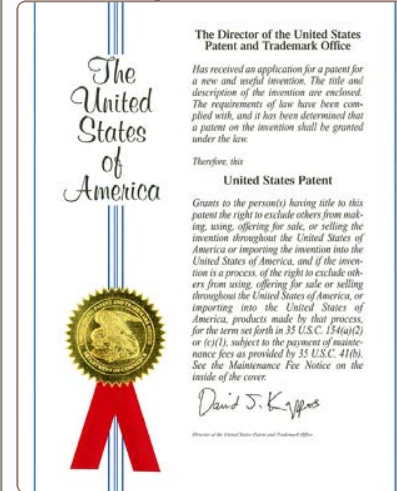 The
United
States
of
America
The Director of the United States
Patent and Trademark Office
Has received an application for a patent for
a new and useful invention. The title and
description of the invention are enclosed.
The requirements of law have been com-
plied with, and it has been determined that
a patent on the invention shall be granted
under the law.
Therefore, this
United States Patent
Grants to the person(s) having title to this
patent the right to exclude others from mak-
ing, using, offering for sale, or selling the
invention throughout the United States of
America or importing the invention into the
United States of America, and if the inven-
tion is a process, of the right to exclude oth-
ers from using, offering for sale or selling
throughout the United States of America, or
importing into the United States of
America, products made by that process,
for the term set forth in 35 U.S.C. 154(a)(2)
or (c)(1), subject to the payment of mainte-
nance fees as provided by 35 U.S.C. 41(b).
See the Maintenance Fee Notice on the
inside of the cover.
David J. Kappos
Director of the United States Patent and Trademark Office